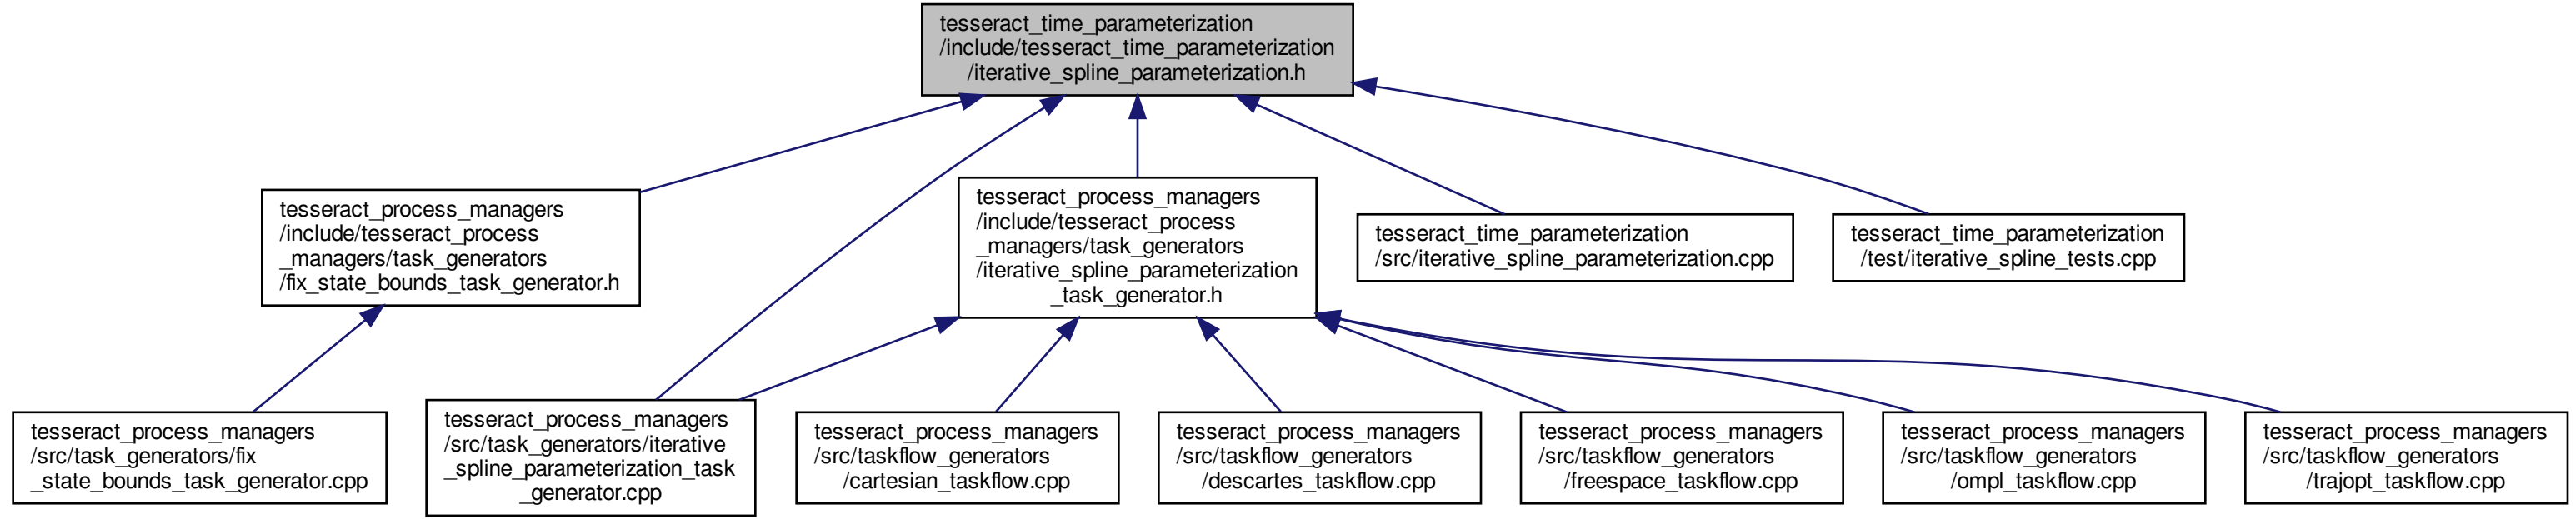 tesseract_time_parameterization
/include/tesseract_time_parameterization
/iterative_spline_parameterization.h
tesseract_process_managers
/include/tesseract_process
_managers/task_generators
/fix_state_bounds_task_generator.h
tesseract_process_managers
/include/tesseract_process
_managers/task_generators
/iterative_spline_parameterization
_task_generator.h
tesseract_time_parameterization
/src/iterative_spline_parameterization.cpp
tesseract_time_parameterization
/test/iterative_spline_tests.cpp
tesseract_process_managers
/src/task_generators/fix
_state_bounds_task_generator.cpp
tesseract_process_managers
/src/task_generators/iterative
_spline_parameterization_task
_generator.cpp
tesseract_process_managers
/src/taskflow_generators
/cartesian_taskflow.cpp
tesseract_process_managers
/src/taskflow_generators
/descartes_taskflow.cpp
tesseract_process_managers
/src/taskflow_generators
/freespace_taskflow.cpp
tesseract_process_managers
/src/taskflow_generators
/ompl_taskflow.cpp
tesseract_process_managers
/src/taskflow_generators
/trajopt_taskflow.cpp